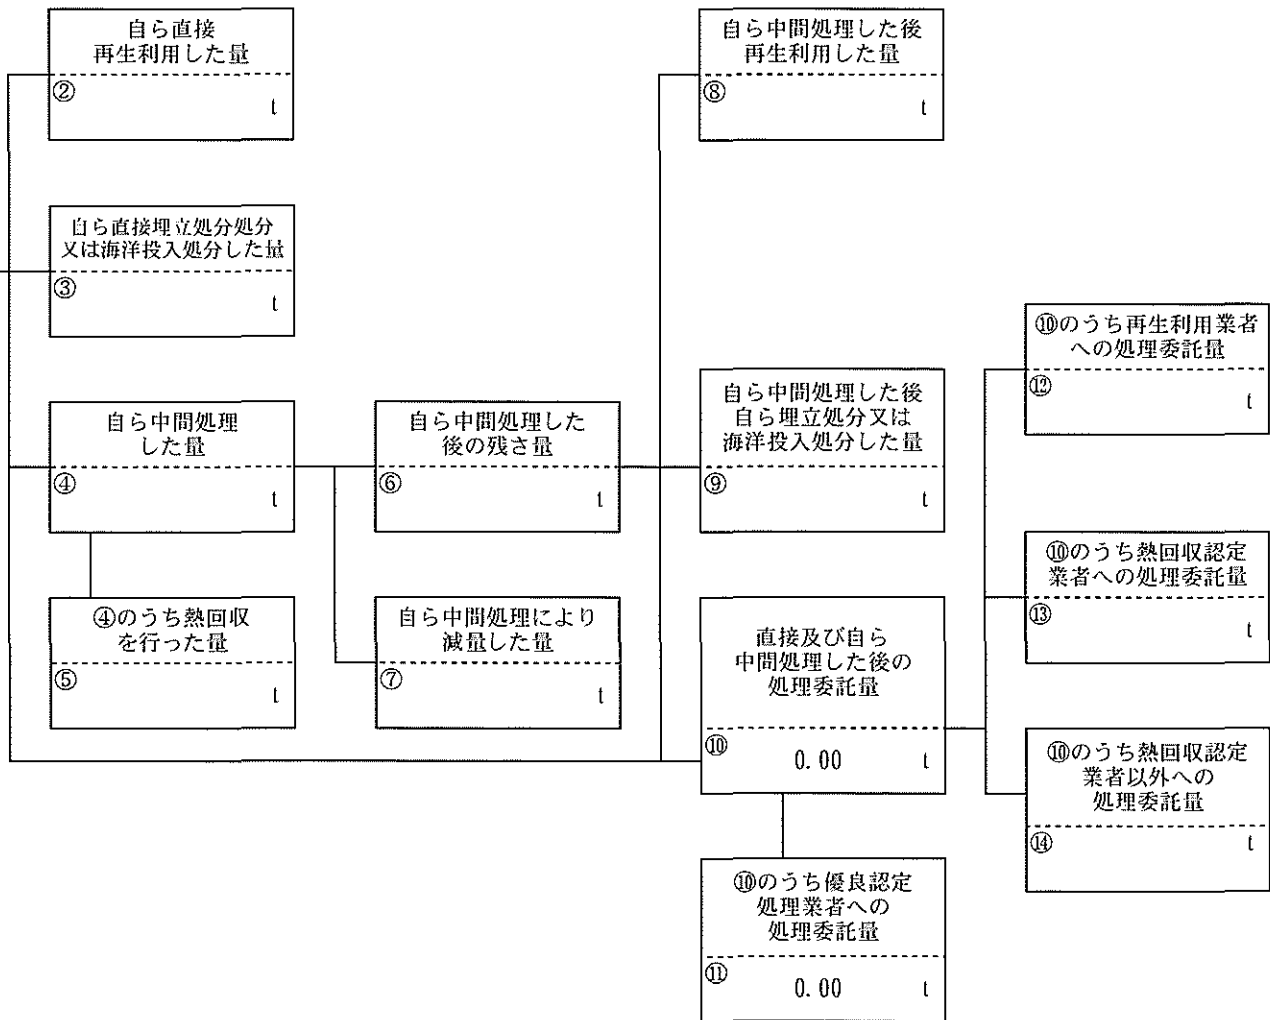 自ら直接
再生利用した量
②
t
自ら中間処理した後
再生利用した量
⑧
t
自ら直接埋立処分処分
又は海洋投入処分した量
③
t
⑩のうち再生利用業者
への処理委託量
⑫
t
自ら中間処理
した量
④
t
自ら中間処理した
後の残さ量
⑥
t
自ら中間処理した後
自ら埋立処分又は
海洋投入処分した量
⑨
t
⑩のうち熱回収認定
業者への処理委託量
⑬
t
④のうち熱回収
を行った量
⑤
t
自ら中間処理により
減量した量
⑦
t
直接及び自ら
中間処理した後の
処理委託量
⑩
0.00 t
⑩のうち熱回収認定
業者以外への
処理委託量
⑭
t
⑩のうち優良認定
処理業者への
処理委託量
⑪
0.00 t